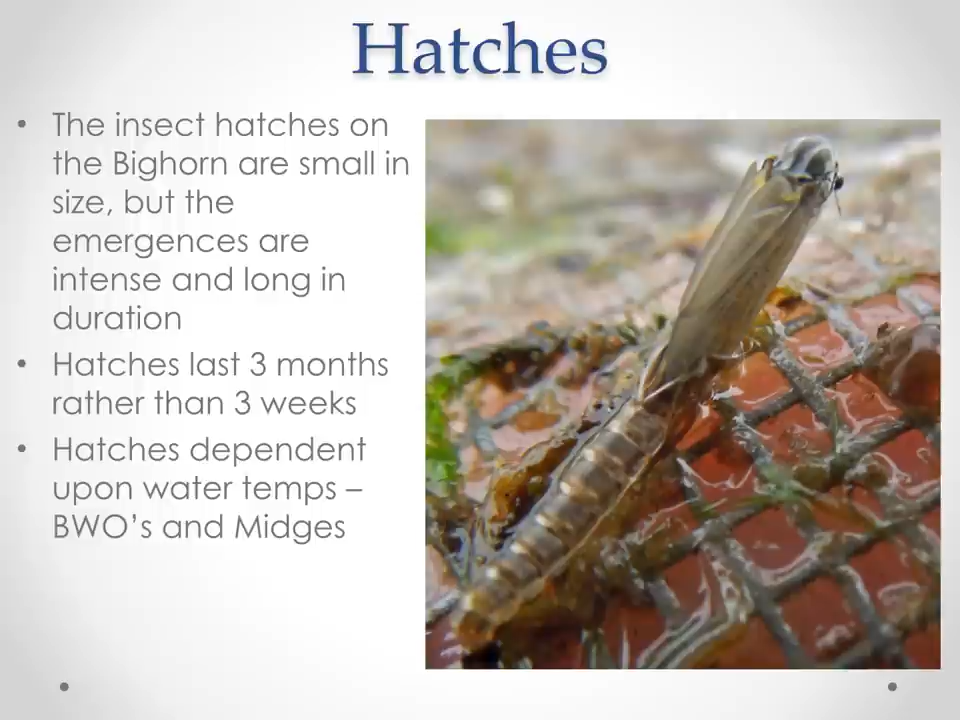 Hatches
• The insect hatches on
the Bighorn are small in
size, but the
emergences are
intense and long in
duration
• Hatches last 3 months
rather than 3 weeks
• Hatches dependent
upon water temps –
BWO’s and Midges